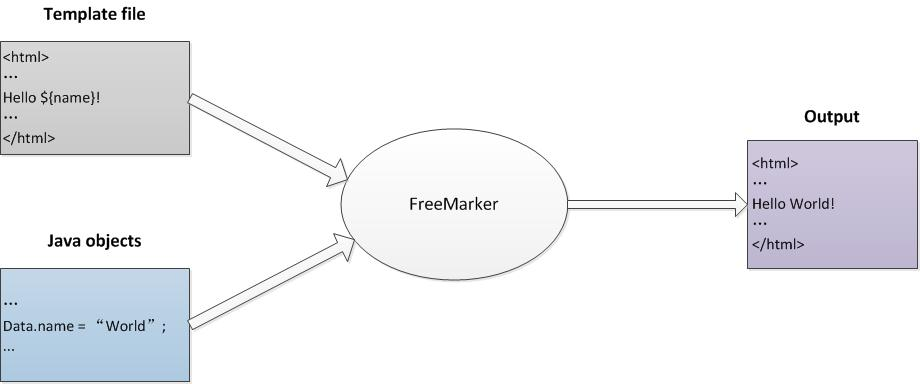 Template file
<html>
...
Hello ${name}!
...
</html>
Java objects
...
Data.name = “World” ;
...
FreeMarker
Output
<html>
...
Hello World!
...
</html>